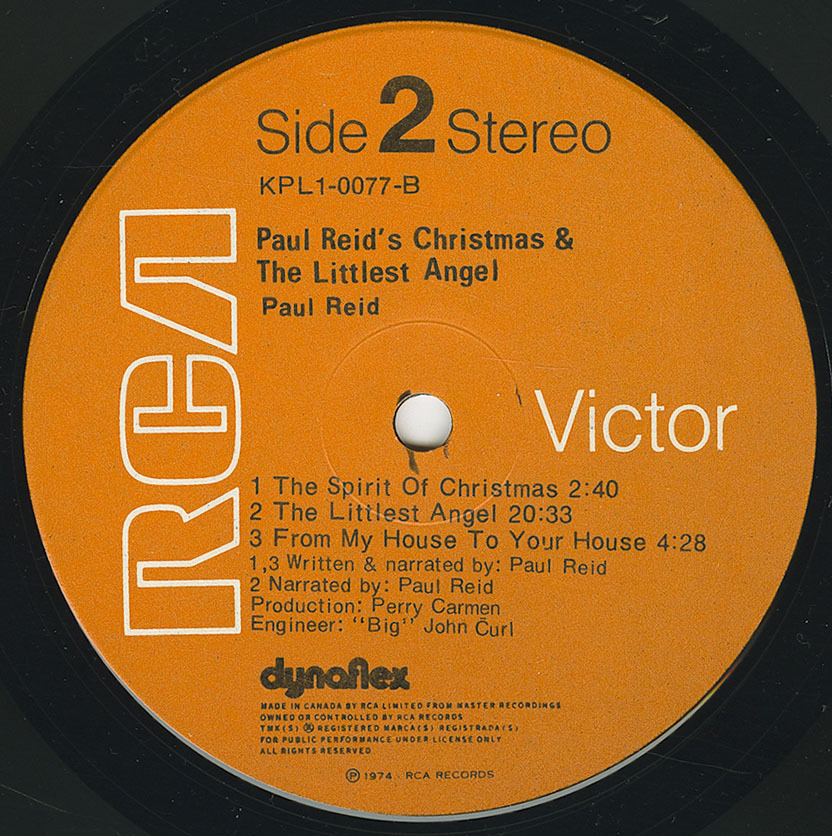 Side 2 Stereo
KPL1-0077-B
Paul Reid's Christmas &
The Littlest Angel
Paul Reid
RCA
Victor
1 The Spirit Of Christmas 2:40
2 The Littlest Angel 20:33
3 From My House To Your House 4:28
1,3 Written & narrated by: Paul Reid
2 Narrated by: Paul Reid
Production: Perry Carmen
Engineer: "Big" John Curl
dynaflex
MADE IN CANADA BY RCA LIMITED FROM MASTER RECORDINGS
OWNED OR CONTROLLED BY RCA RECORDS
TMK(S) ® REGISTERED MARCA(S) REGISTRADA(S)
FOR PUBLIC PERFORMANCE UNDER LICENSE ONLY
ALL RIGHTS RESERVED
℗ 1974 · RCA RECORDS